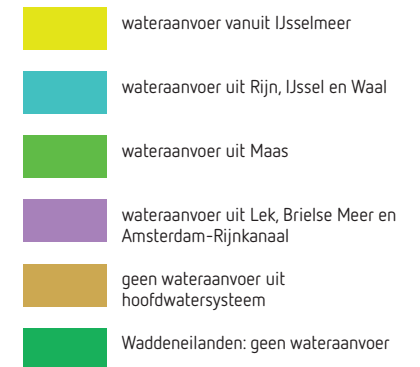 wateraanvoer vanuit IJsselmeer
wateraanvoer uit Rijn, IJssel en Waal
wateraanvoer uit Maas
wateraanvoer uit Lek, Brielse Meer en
Amsterdam-Rijnkanaal
geen wateraanvoer uit
hoofdwatersysteem
Waddeneilanden: geen wateraanvoer